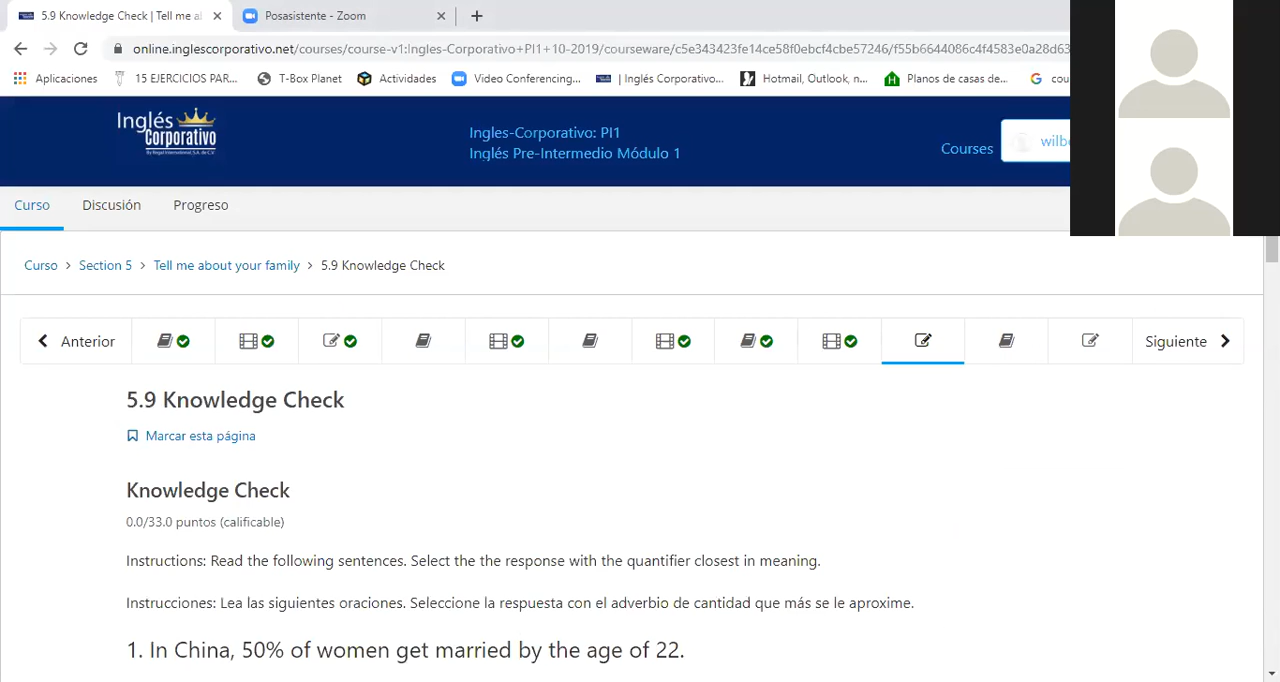 5.9 Knowledge Check | Tell me a
Posasistente - Zoom
online.inglescorporativo.net/courses/course-v1:Ingles-Corporativo+PI1+10-2019/courseware/c5e343423fe14ce58f0ebcf4cbe57246/f55b6644086c4f4583e0a28d63
Aplicaciones 15 EJERCICIOS PAR... T-Box Planet Actividades Video Conferencing... | Inglés Corporativo... Hotmail, Outlook, n... Planos de casas de... cou
Inglés
Corporativo
By Regal International, S.A. de C.V.
Ingles-Corporativo: PI1
Inglés Pre-Intermedio Módulo 1
Courses wilb
Curso Discusión Progreso
Curso > Section 5 > Tell me about your family > 5.9 Knowledge Check
Anterior Siguiente
5.9 Knowledge Check
Marcar esta página
Knowledge Check
0.0/33.0 puntos (calificable)
Instructions: Read the following sentences. Select the the response with the quantifier closest in meaning.
Instrucciones: Lea las siguientes oraciones. Seleccione la respuesta con el adverbio de cantidad que más se le aproxime.
1. In China, 50% of women get married by the age of 22.